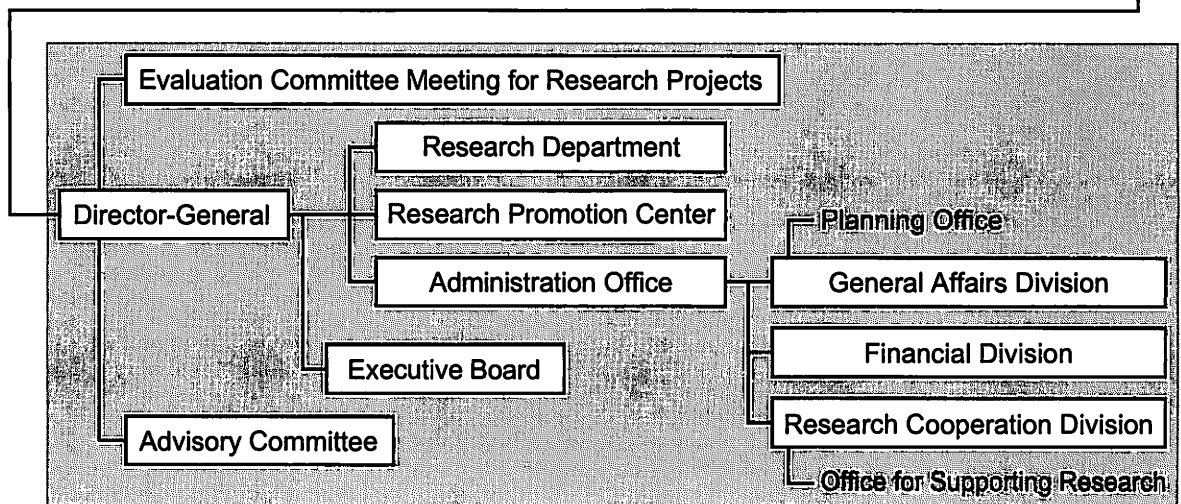 Evaluation Committee Meeting for Research Projects
Research Department
Director-General
Research Promotion Center
Planning Office
Administration Office
General Affairs Division
Financial Division
Executive Board
Research Cooperation Division
Advisory Committee
Office for Supporting Research